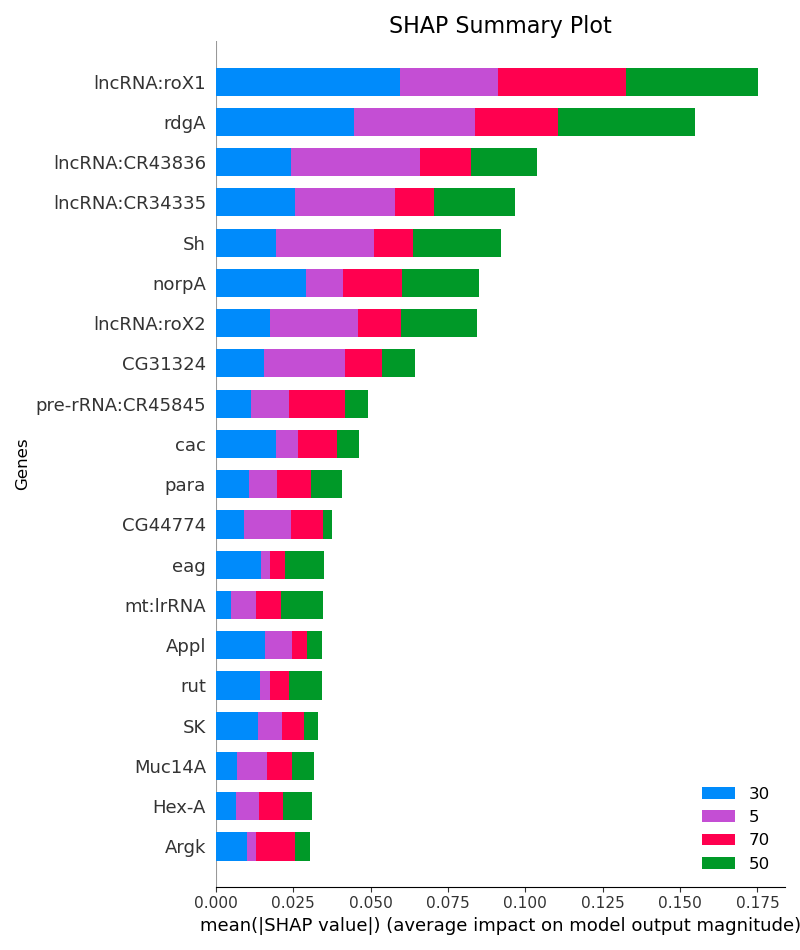 SHAP Summary Plot
lncRNA:roX1
rdgA
lncRNA:CR43836
lncRNA:CR34335
Sh
norpA
lncRNA:roX2
CG31324
pre-rRNA:CR45845
cac
para
CG44774
eag
mt:lrRNA
Appl
rut
SK
Muc14A
Hex-A
Argk
Genes
30
5
70
50
0.000 0.025 0.050 0.075 0.100 0.125 0.150 0.175
mean(|SHAP value|) (average impact on model output magnitude)